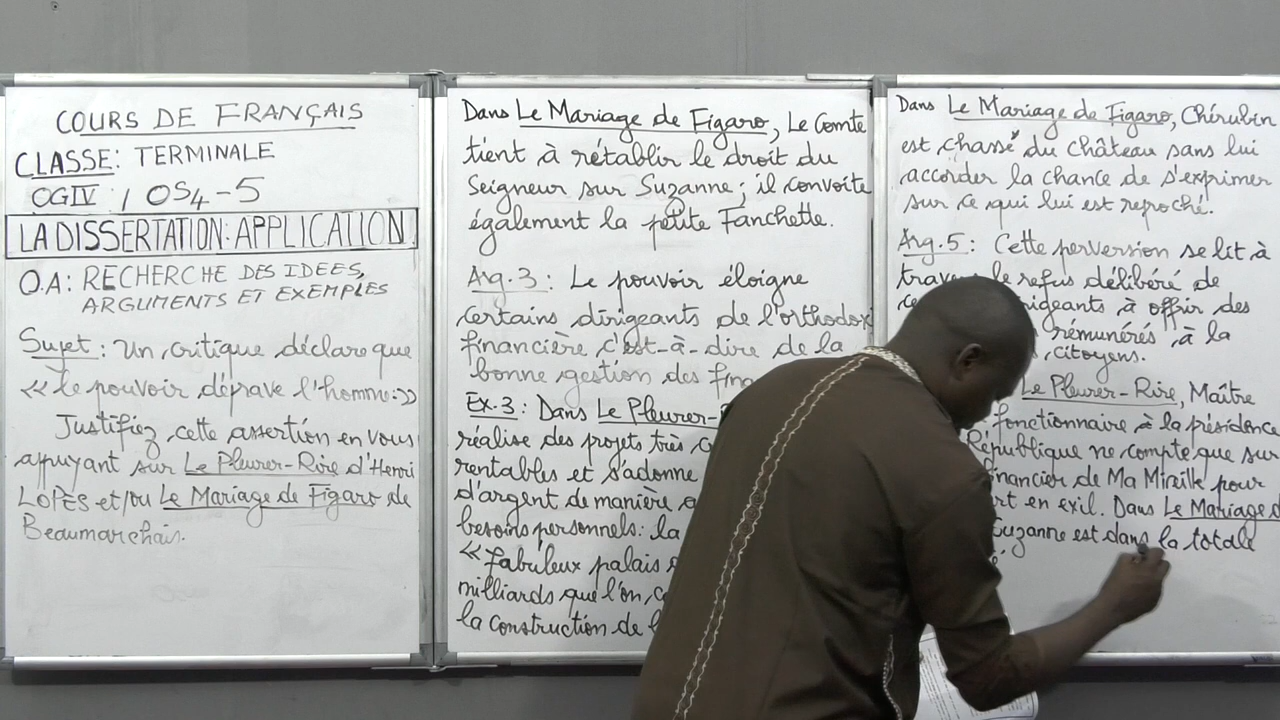 COURS DE FRANÇAIS
CLASSE: TERMINALE
OGIV ; OS4-5
LA DISSERTATION: APPLICATION
O.A: RECHERCHE DES IDEES,
ARGUMENTS ET EXEMPLES
Sujet: Un critique déclare que
<< le pouvoir déprave l'homme.>>
Justifiez cette assertion en vous
appuyant sur Le Pleurer-Rire d'Henri
LOPES et/ou Le Mariage de Figaro de
Beaumarchais.
Dans Le Mariage de Figaro, Le Comte
tient à rétablir le droit du
Seigneur sur Suzanne; il convoite
également la petite Fanchette.
Arg.3: Le pouvoir éloigne
certains dirigeants de l'orthodox
financière c'est-à-dire de la
bonne gestion des fina
Ex.3: Dans Le Pleurer-
réalise des projets très
rentables et s'adonne
d'argent de manière
besoins personnels: la
<< fabuleux palais
milliards que l'on
la construction de
Dans Le Mariage de Figaro, Chérubin
est chassé du château sans lui
accorder la chance de s'exprimer
sur ce qui lui est reproché.
Arg.5: Cette perversion se lit à
le refus délibéré de
à offrir des
rémunérés à la
citoyens.
Le Pleurer-Rire, Maître
fonctionnaire à la présidence
République ne compte que sur
de Ma Mireille pour
en exil. Dans Le Mariage d
Suzanne est dans la totale